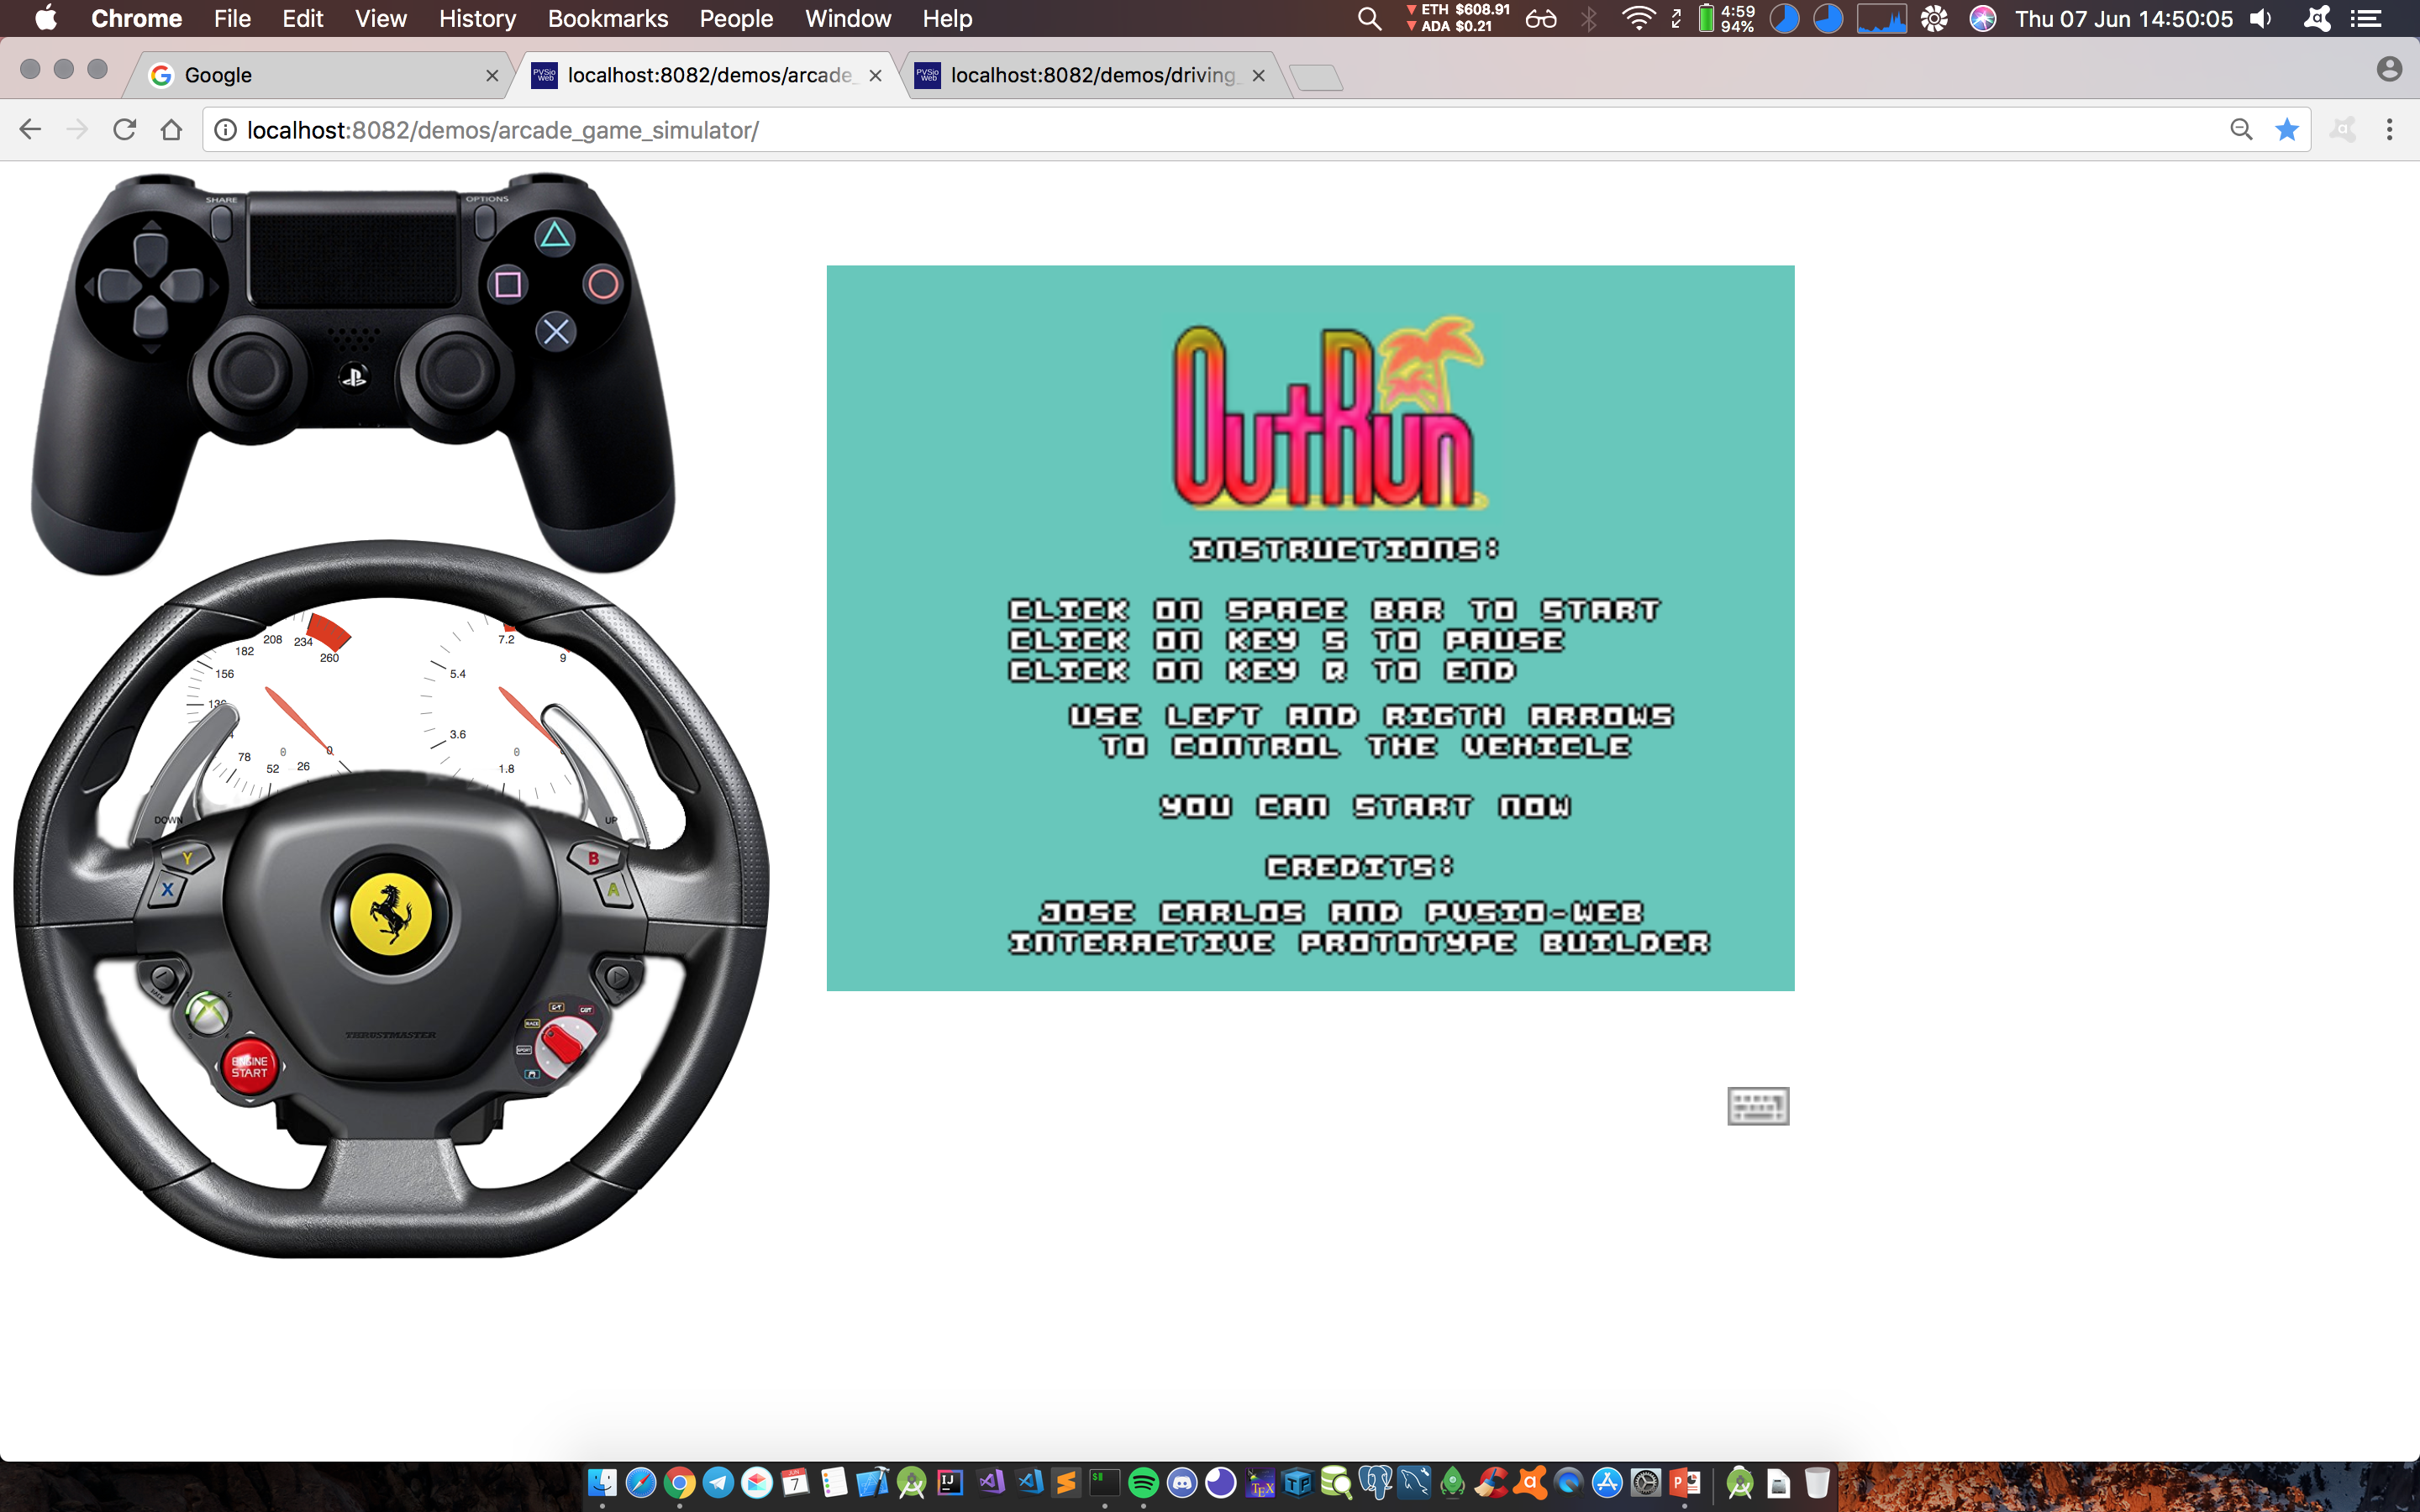 Chrome File Edit View History Bookmarks People Window Help
ETH $608.91
ADA $0.21
4:59
94%
Thu 07 Jun 14:50:05
Google
localhost:8082/demos/arcade_
localhost:8082/demos/driving_
localhost:8082/demos/arcade_game_simulator/
SHARE
OPTIONS
OutRun
INSTRUCTIONS:
CLICK ON SPACE BAR TO START
CLICK ON KEY S TO PAUSE
CLICK ON KEY Q TO END
USE LEFT AND RIGTH ARROWS
TO CONTROL THE VEHICLE
YOU CAN START NOW
CREDITS:
JOSE CARLOS AND PVSIO-WEB
INTERACTIVE PROTOTYPE BUILDER
208 234
182 260
156
78 0 0
52 26
7.2
9
5.4
3.6
0
1.8
DOWN
UP
Y
B
X
A
THRUSTMASTER
ENGINE
START